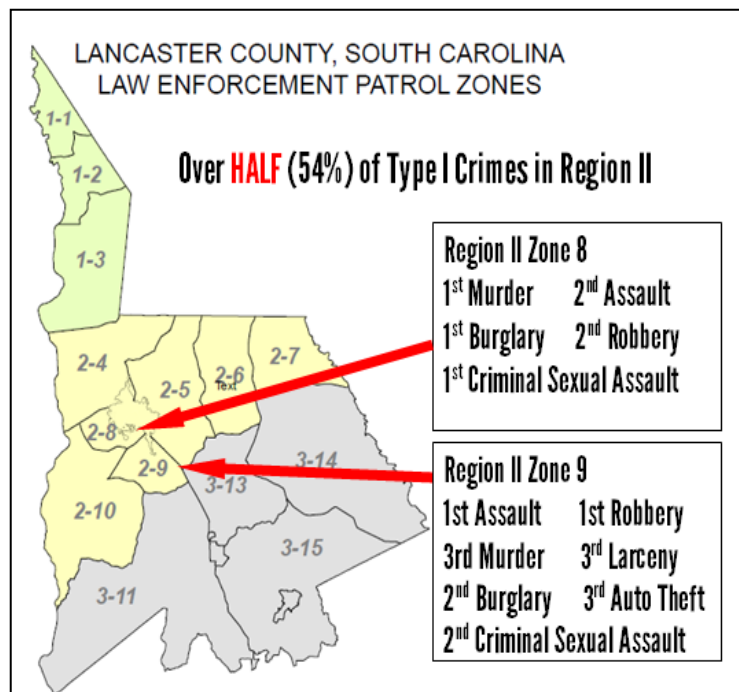 LANCASTER COUNTY, SOUTH CAROLINA
LAW ENFORCEMENT PATROL ZONES
Over HALF (54%) of Type I Crimes in Region II
1-1
1-2
1-3
2-4
2-5
2-6
Text
2-7
2-8
2-9
2-10
3-11
3-13
3-14
3-15
Region II Zone 8
1st Murder 2nd Assault
1st Burglary 2nd Robbery
1st Criminal Sexual Assault
Region II Zone 9
1st Assault 1st Robbery
3rd Murder 3rd Larceny
2nd Burglary 3rd Auto Theft
2nd Criminal Sexual Assault